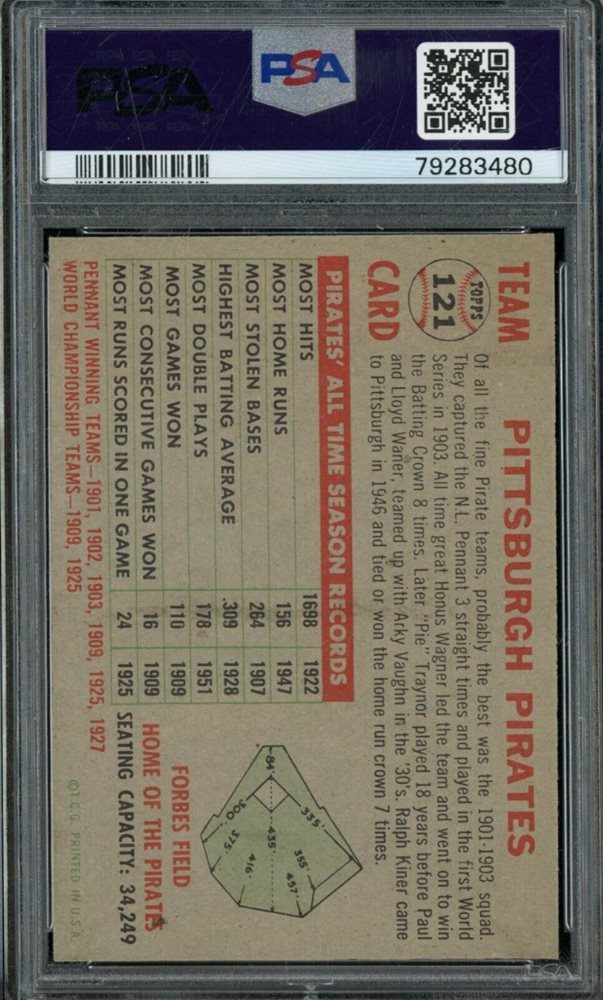 PSA
PSA
79283480
TEAM
TOPPS
121
CARD
PITTSBURGH PIRATES
Of all the fine Pirate teams, probably the best was the 1901-1903 squad.
They captured the N.L. Pennant 3 straight times and played in the first World
Series in 1903. All time great Honus Wagner led the team and went on to win
the Batting Crown 8 times. Later "Pie" Traynor played 18 years before Paul
and Lloyd Waner, teamed up with Arky Vaughn in the '30's. Ralph Kiner came
to Pittsburgh in 1946 and tied or won the home run crown 7 times.
PIRATES' ALL TIME SEASON RECORDS
MOST HITS 1698 1922
MOST HOME RUNS 156 1947
MOST STOLEN BASES 264 1907
HIGHEST BATTING AVERAGE .309 1928
MOST DOUBLE PLAYS 178 1951
MOST GAMES WON 110 1909
MOST CONSECUTIVE GAMES WON 16 1909
MOST RUNS SCORED IN ONE GAME 24 1925
PENNANT WINNING TEAMS—1901, 1902, 1903, 1909, 1925, 1927
WORLD CHAMPIONSHIP TEAMS—1909, 1925
335
355
457
84
435
416
300
375
FORBES FIELD
HOME OF THE PIRATES
SEATING CAPACITY: 34,249
©T.C.G. PRINTED IN U.S.A.
PSA